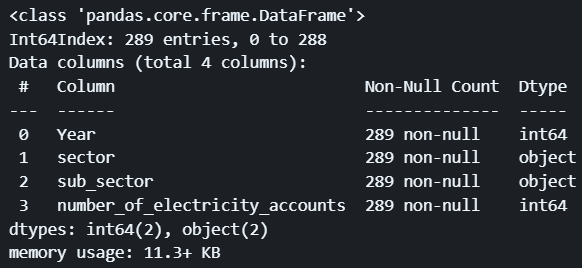 <class 'pandas.core.frame.DataFrame'>
Int64Index: 289 entries, 0 to 288
Data columns (total 4 columns):
 #   Column                          Non-Null Count  Dtype
---  ------                          --------------  -----
 0   Year                            289 non-null    int64
 1   sector                          289 non-null    object
 2   sub_sector                      289 non-null    object
 3   number_of_electricity_accounts  289 non-null    int64
dtypes: int64(2), object(2)
memory usage: 11.3+ KB